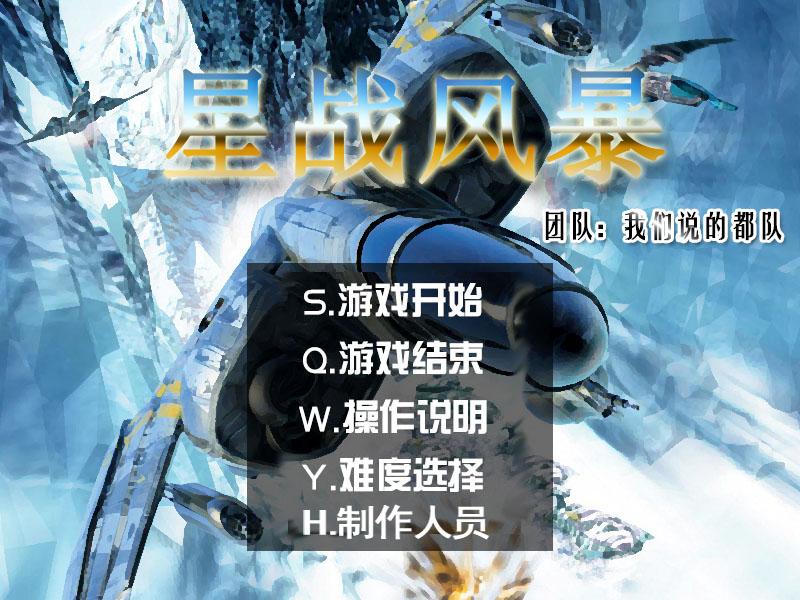 星战风暴
团队：我们说的都队
S.游戏开始
Q.游戏结束
W.操作说明
Y.难度选择
H.制作人员